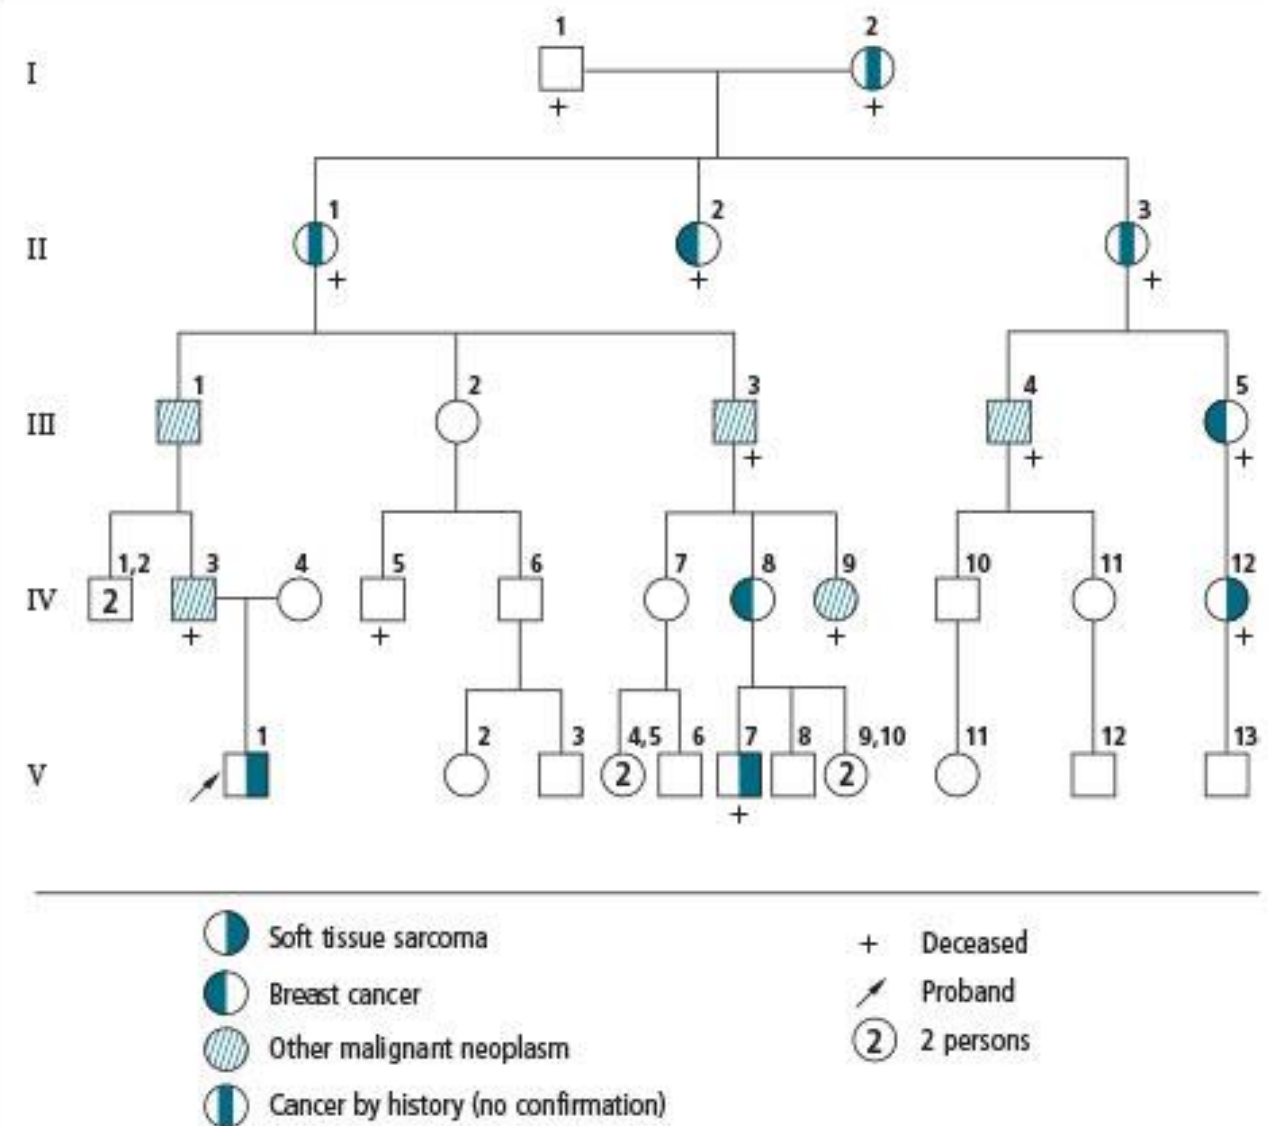 1 2
I
+ +
1 2 3
II
+ + +
1 2 3 4 5
III
+ + +
1,2 3 4 5 6 7 8 9 10 11 12
IV 2
+ + + +
1 2 3 4,5 6 7 8 9,10 11 12 13
V 2 2
+
Soft tissue sarcoma + Deceased
Breast cancer Proband
Other malignant neoplasm 2 2 persons
Cancer by history (no confirmation)